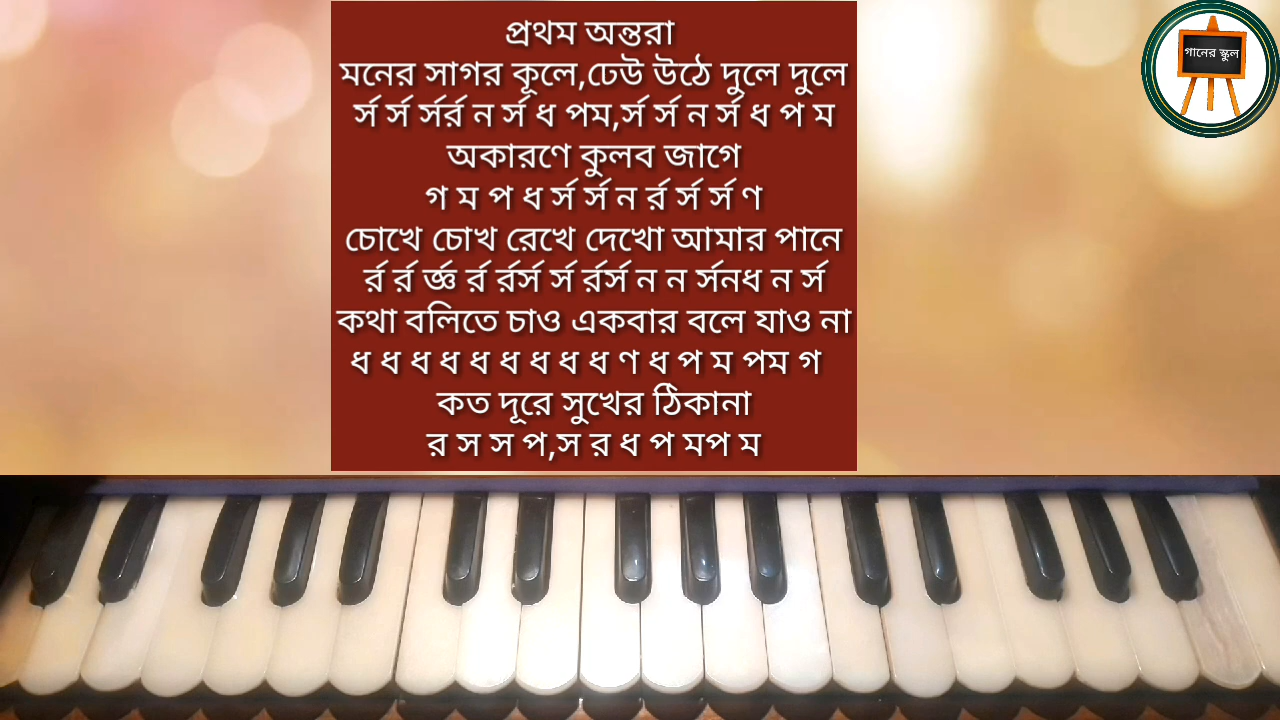 প্রথম অন্তরা
মনের সাগর কূলে,ঢেউ উঠে দুলে দুলে
র্স র্স র্সর্র ন র্স ধ পম,র্স র্স ন র্স ধ প ম
অকারণে কুলব জাগে
গ ম প ধ র্স র্স ন র্র র্স র্স ণ
চোখে চোখ রেখে দেখো আমার পানে
র্র র্র র্জ্ঞ র্র র্রর্স র্স র্রর্স ন ন র্সনধ ন র্স
কথা বলিতে চাও একবার বলে যাও না
ধ ধ ধ ধ ধ ধ ধ ধ ধ ণ ধ প ম পম গ
কত দূরে সুখের ঠিকানা
র স স প,স র ধ প মপ ম
গানের স্কুল